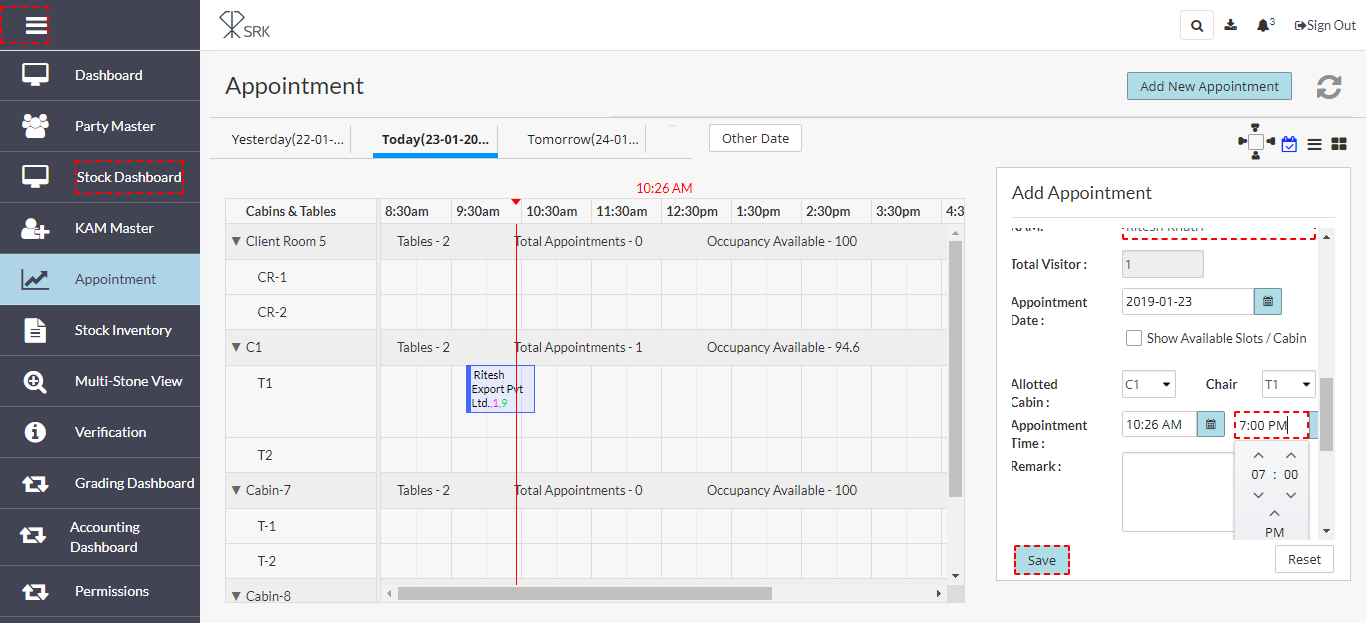 SRK
3
Sign Out
Dashboard
Party Master
Stock Dashboard
KAM Master
Appointment
Stock Inventory
Multi-Stone View
Verification
Grading Dashboard
Accounting
Dashboard
Permissions
Appointment
Add New Appointment
Yesterday(22-01-...
Today(23-01-20...
Tomorrow(24-01...
Other Date
10:26 AM
Cabins & Tables
8:30am
9:30am
10:30am
11:30am
12:30pm
1:30pm
2:30pm
3:30pm
4:3
Client Room 5
Tables - 2
Total Appointments - 0
Occupancy Available - 100
CR-1
CR-2
C1
Tables - 2
Total Appointments - 1
Occupancy Available - 94.6
T1
Ritesh
Export Pvt
Ltd.,1,9
T2
Cabin-7
Tables - 2
Total Appointments - 0
Occupancy Available - 100
T-1
T-2
Cabin-8
Add Appointment
Total Visitor :
1
Appointment
Date :
2019-01-23
Show Available Slots / Cabin
Allotted
Cabin :
C1
Chair
T1
Appointment
Time :
10:26 AM
7:00 PM
07 : 00
PM
Remark :
Save
Reset